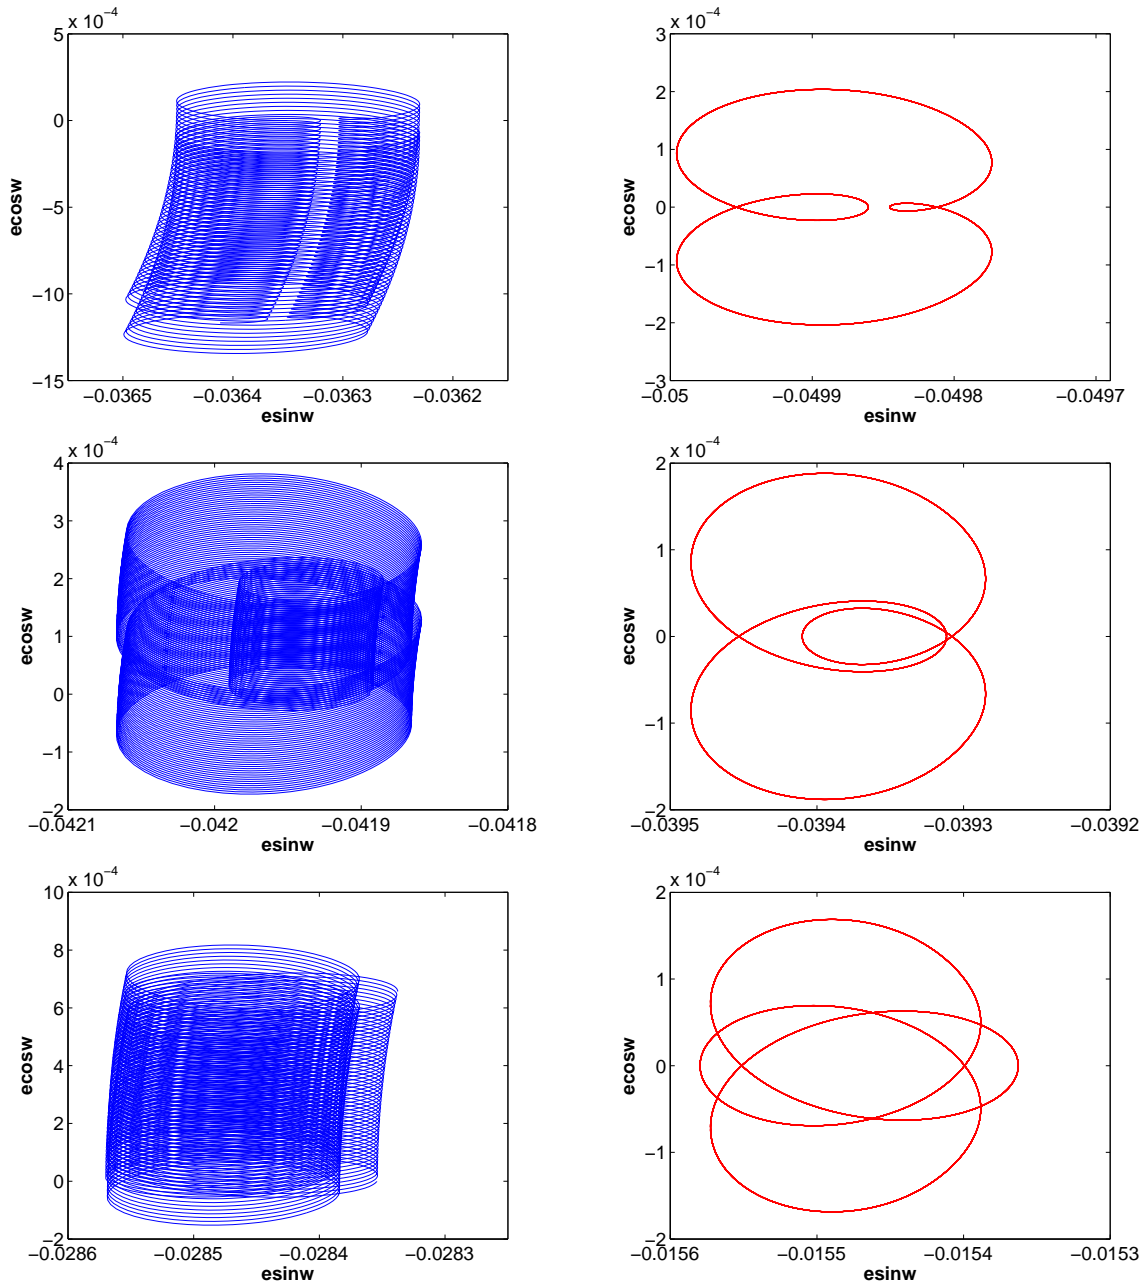 x 10⁻⁴
5
0
−5
−10
−15
ecosw
−0.0365 −0.0364 −0.0363 −0.0362
esinw
x 10⁻⁴
3
2
1
0
−1
−2
−3
ecosw
−0.05 −0.0499 −0.0498 −0.0497
esinw
x 10⁻⁴
4
3
2
1
0
−1
−2
ecosw
−0.0421 −0.042 −0.0419 −0.0418
esinw
x 10⁻⁴
2
1
0
−1
−2
ecosw
−0.0395 −0.0394 −0.0393 −0.0392
esinw
x 10⁻⁴
10
8
6
4
2
0
−2
ecosw
−0.0286 −0.0285 −0.0284 −0.0283
esinw
x 10⁻⁴
2
1
0
−1
−2
ecosw
−0.0156 −0.0155 −0.0154 −0.0153
esinw